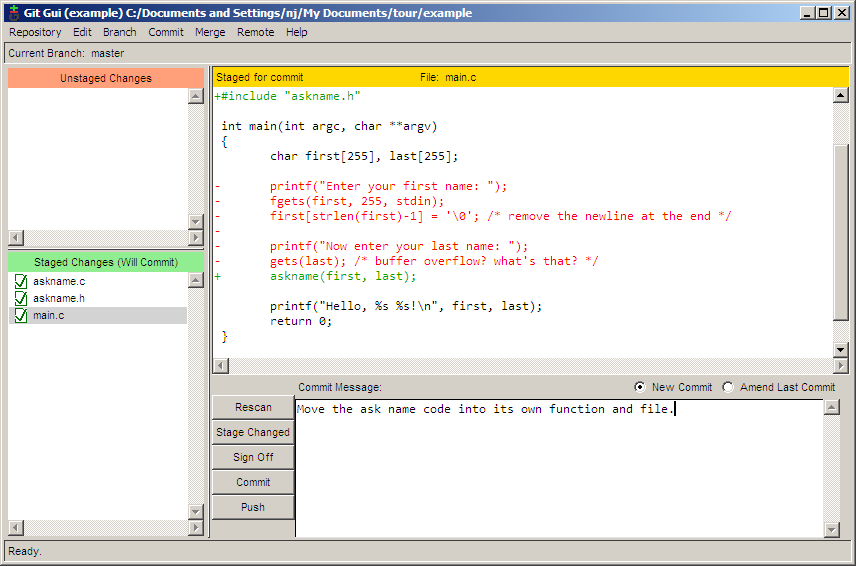 Git Gui (example) C:/Documents and Settings/nj/My Documents/tour/example
Repository Edit Branch Commit Merge Remote Help
Current Branch: master
Unstaged Changes
Staged Changes (Will Commit)
askname.c
askname.h
main.c
Staged for commit File: main.c
+#include "askname.h"
int main(int argc, char **argv)
{
char first[255], last[255];
- printf("Enter your first name: ");
- fgets(first, 255, stdin);
- first[strlen(first)-1] = '\0'; /* remove the newline at the end */
-
- printf("Now enter your last name: ");
- gets(last); /* buffer overflow? what's that? */
+ askname(first, last);
printf("Hello, %s %s!\n", first, last);
return 0;
}
Commit Message: New Commit Amend Last Commit
Rescan
Stage Changed
Sign Off
Commit
Push
Move the ask name code into its own function and file.
Ready.